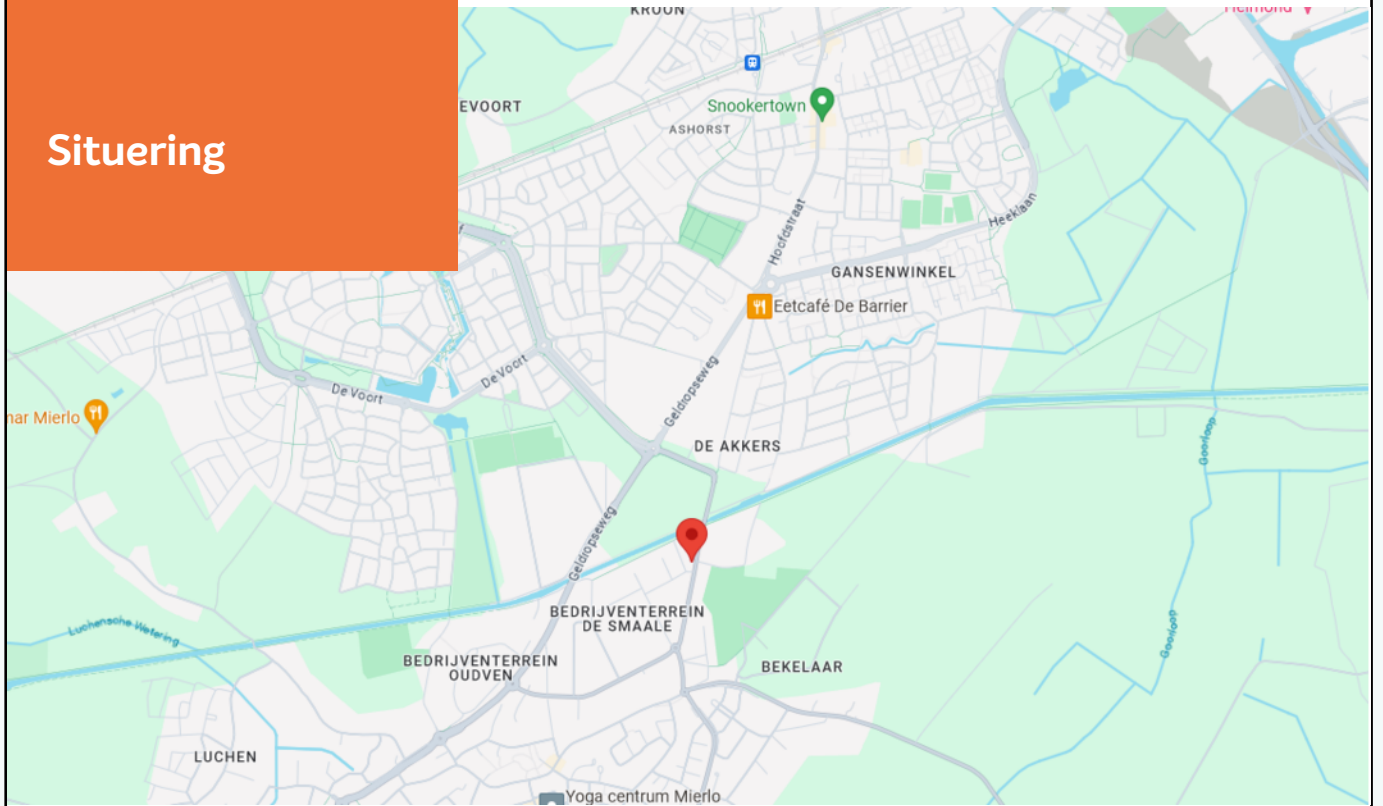 KROON
Helmond
EVOORT
Snookertown
ASHORST
Situering
Hoofdstraat
Heeklaan
GANSENWINKEL
Eetcafé De Barrier
De Voort
De Voort
Geldropseweg
nar Mierlo
DE AKKERS
Goorloop
Geldropseweg
BEDRIJVENTERREIN
DE SMAALE
Luchensche Wetering
Goorloop
BEDRIJVENTERREIN
OUDVEN
BEKELAAR
LUCHEN
Yoga centrum Mierlo